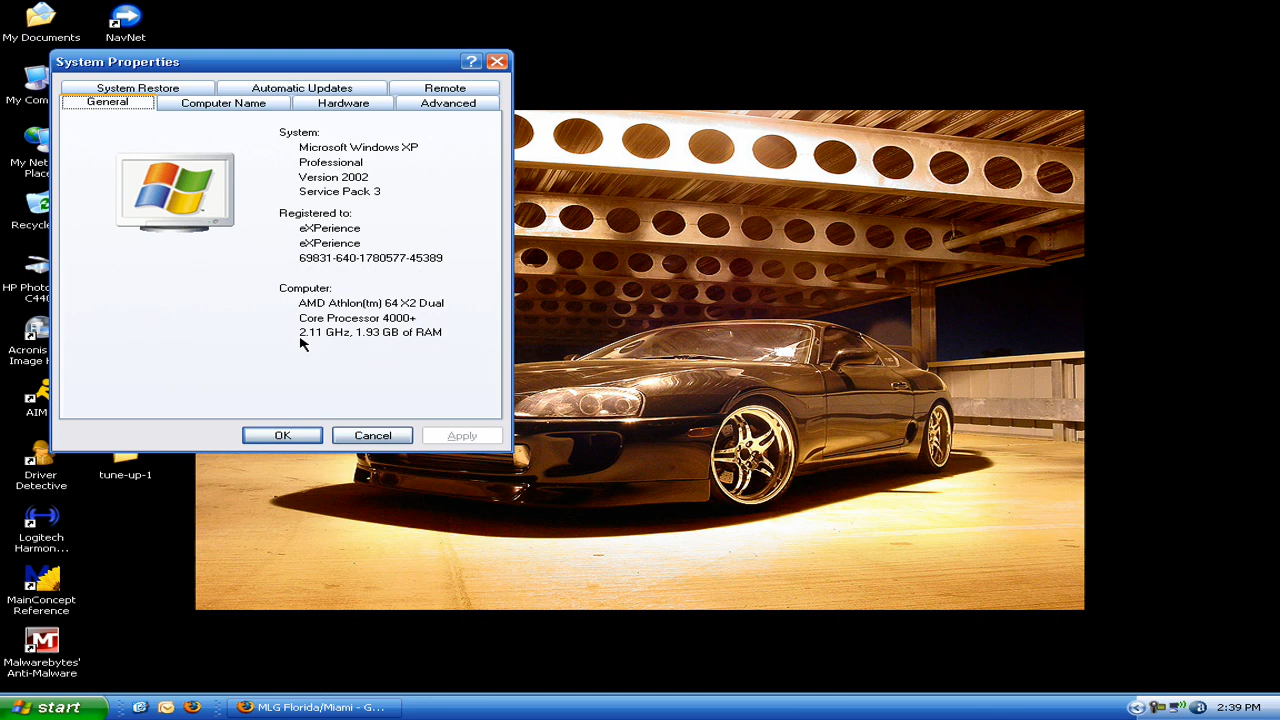 My Documents
NavNet
System Properties
System Restore
Automatic Updates
Remote
General
Computer Name
Hardware
Advanced
My Com
My Net
Place
Recycl
HP Photo
C44
Acronis
Image H
AIM
System:
Microsoft Windows XP
Professional
Version 2002
Service Pack 3
Registered to:
eXPerience
eXPerience
69831-640-1780577-45389
Computer:
AMD Athlon(tm) 64 X2 Dual
Core Processor 4000+
2.11 GHz, 1.93 GB of RAM
OK
Cancel
Apply
Driver
Detective
tune-up-1
Logitech
Harmon...
MainConcept
Reference
Malwarebytes'
Anti-Malware
start
MLG Florida/Miami - G...
2:39 PM